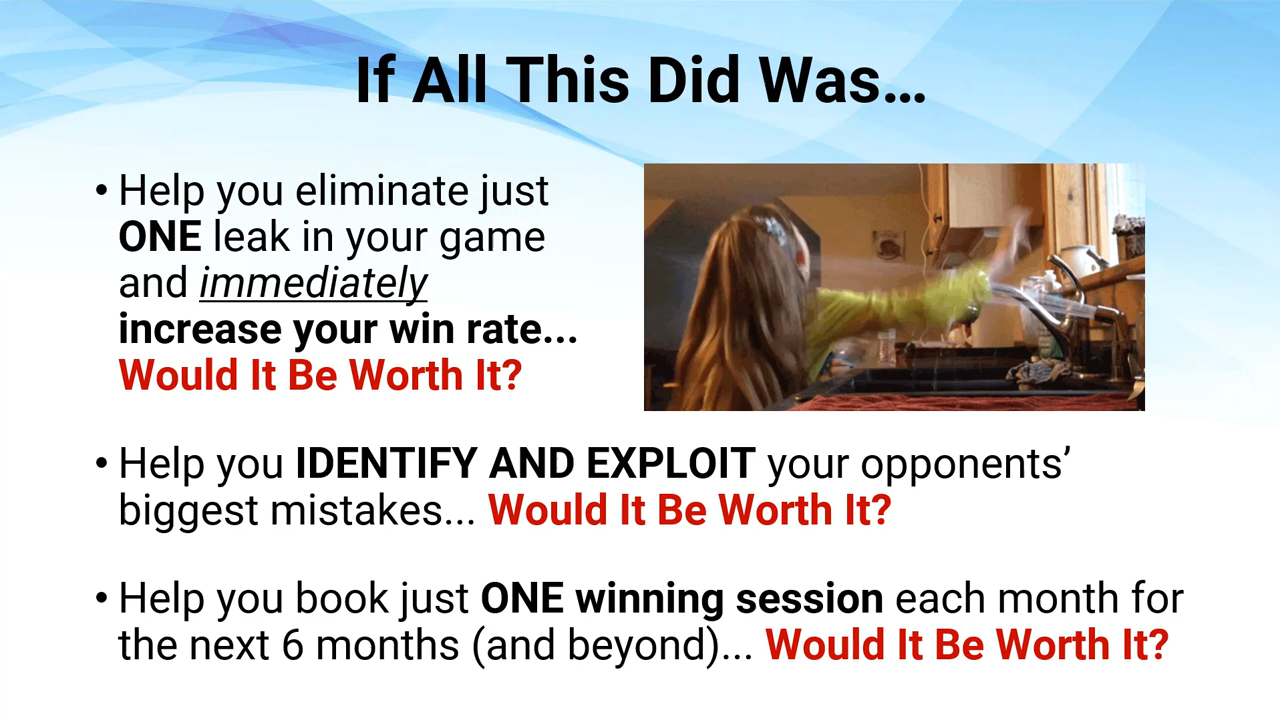 If All This Did Was...
• Help you eliminate just
ONE leak in your game
and immediately
increase your win rate...
Would It Be Worth It?
• Help you IDENTIFY AND EXPLOIT your opponents’
biggest mistakes... Would It Be Worth It?
• Help you book just ONE winning session each month for
the next 6 months (and beyond)... Would It Be Worth It?